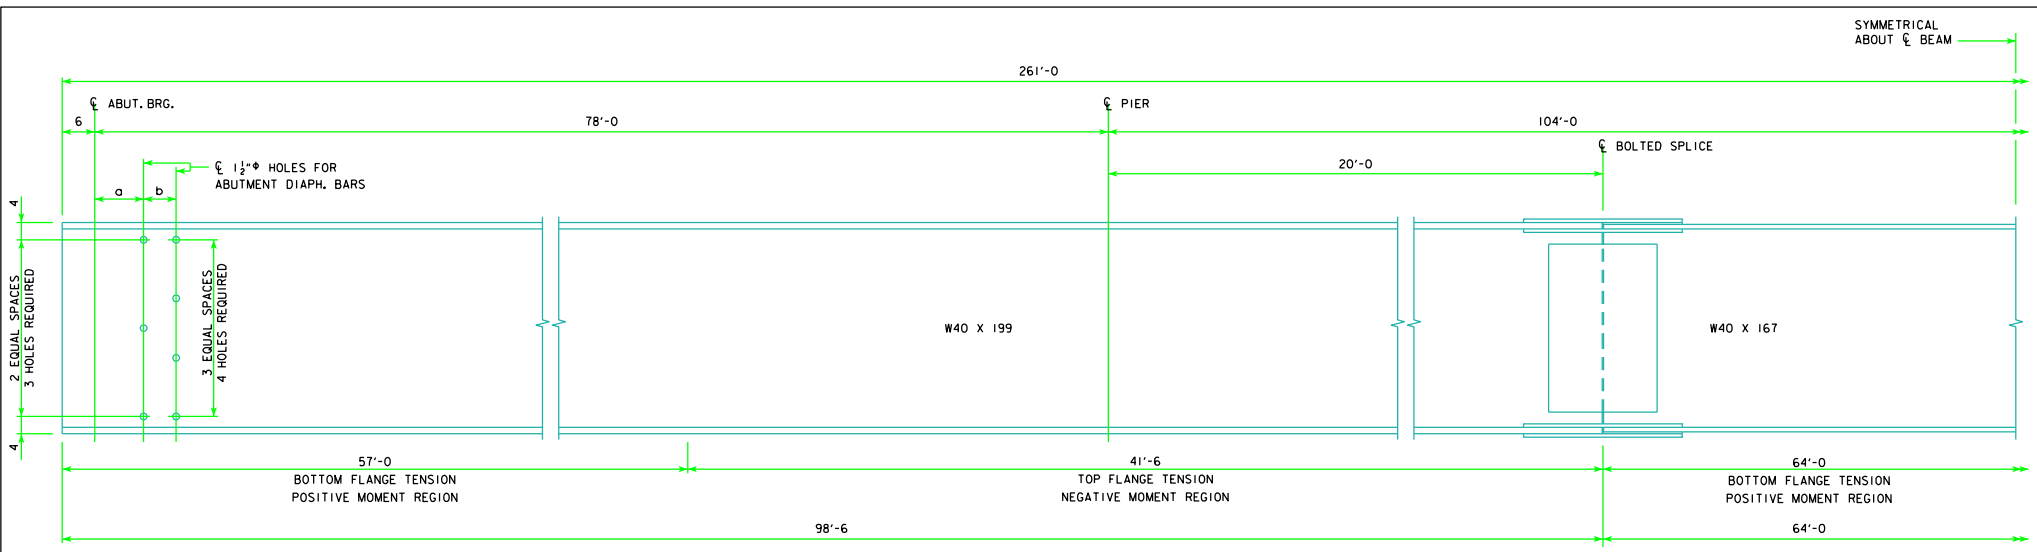 SYMMETRICAL
ABOUT ℄ BEAM
261'-0
℄ ABUT. BRG.
℄ PIER
6
78'-0
104'-0
℄ BOLTED SPLICE
℄ 1½"Φ HOLES FOR
ABUTMENT DIAPH. BARS
20'-0
a
b
4
2 EQUAL SPACES
3 HOLES REQUIRED
3 EQUAL SPACES
4 HOLES REQUIRED
W40 X 199
W40 X 167
4
57'-0
BOTTOM FLANGE TENSION
POSITIVE MOMENT REGION
41'-6
TOP FLANGE TENSION
NEGATIVE MOMENT REGION
64'-0
BOTTOM FLANGE TENSION
POSITIVE MOMENT REGION
98'-6
64'-0